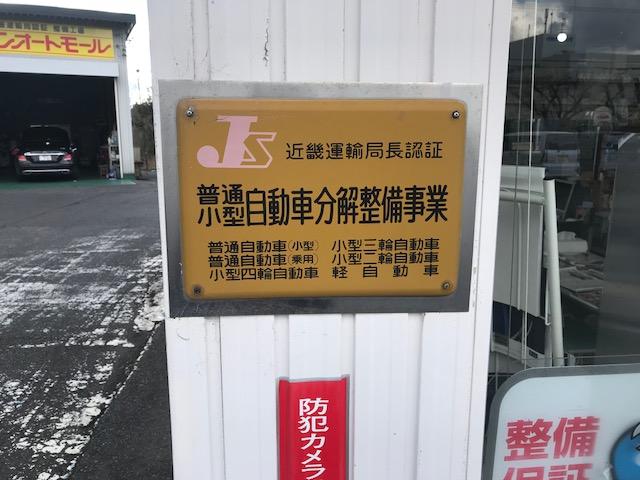 ンオートモール
JS 近畿運輸局長認証
普通
小型 自動車分解整備事業
普通自動車(小型) 小型三輪自動車
普通自動車(乗用) 小型二輪自動車
小型四輪自動車 軽自動車
防犯カメラ
整備
保証